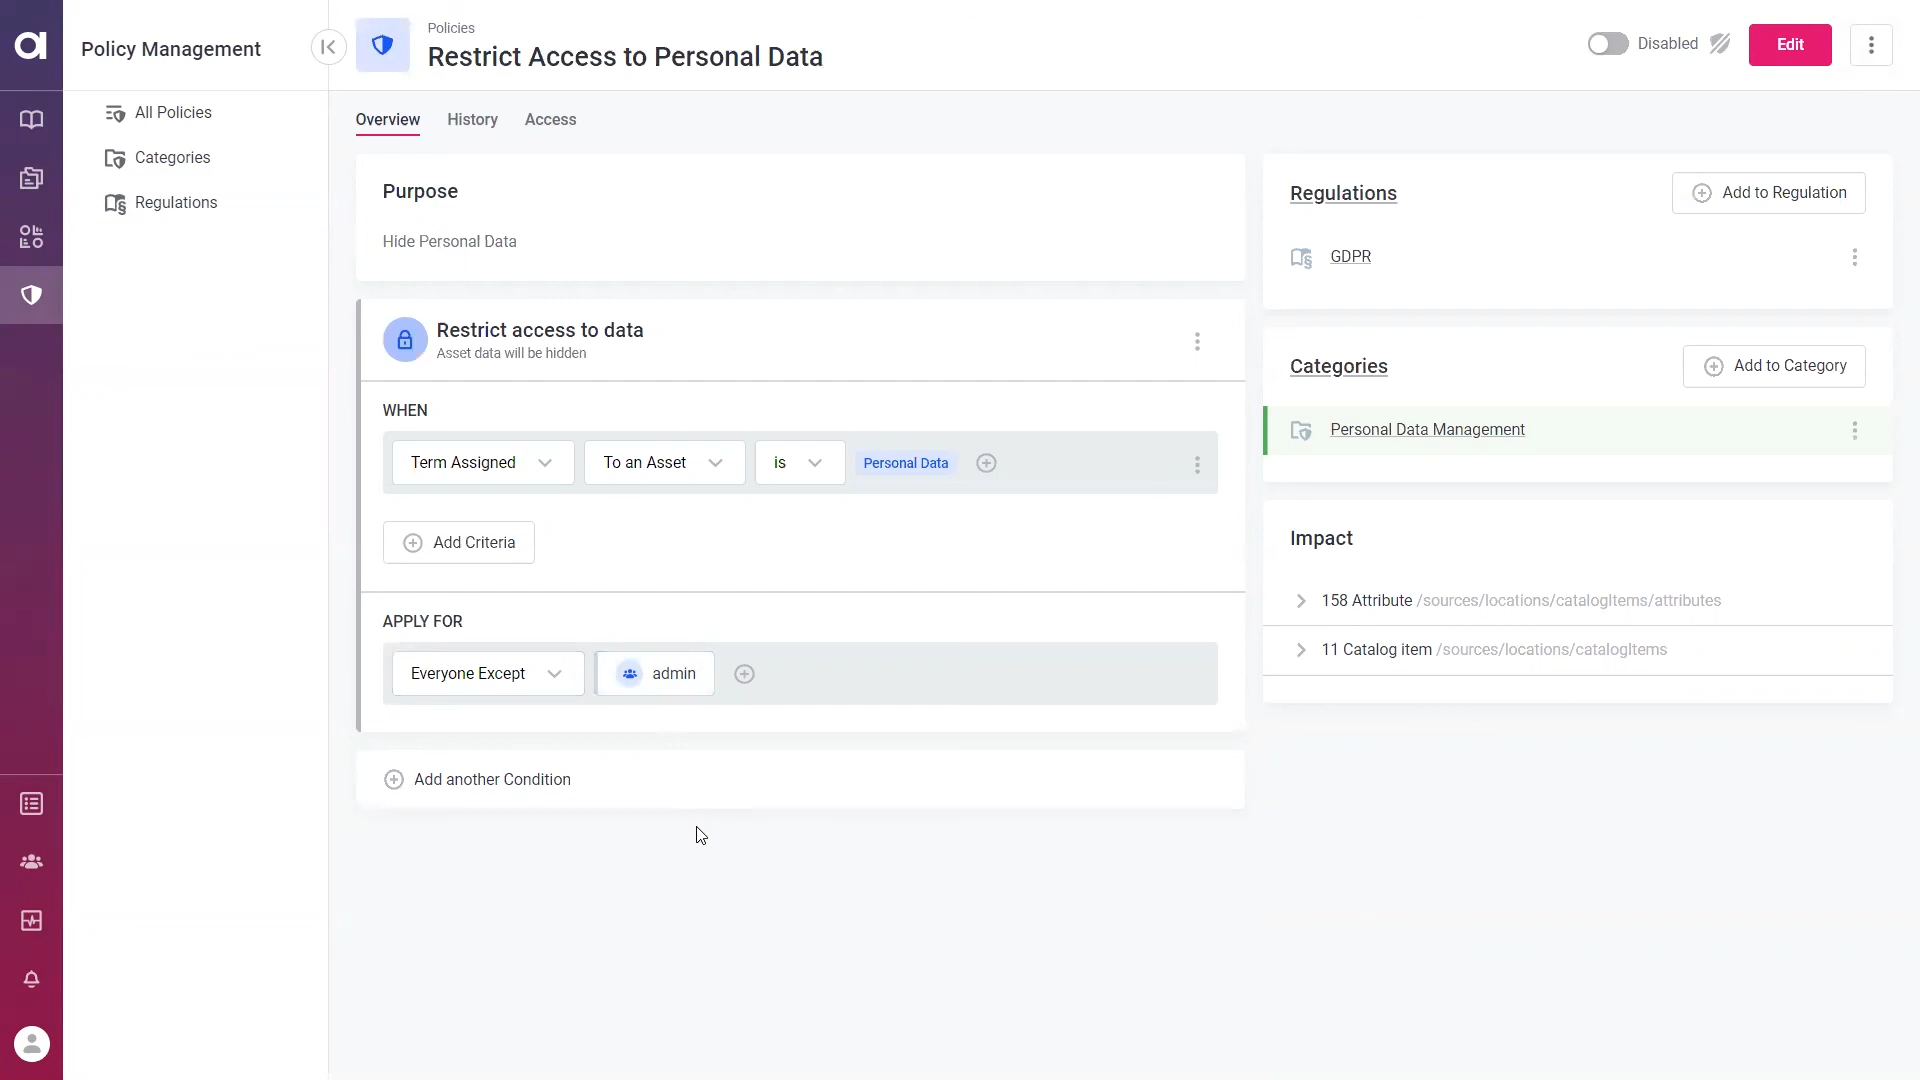 Policy Management
All Policies
Categories
Regulations
Policies
Restrict Access to Personal Data
Disabled
Edit
Overview
History
Access
Purpose
Hide Personal Data
Restrict access to data
Asset data will be hidden
WHEN
Term Assigned
To an Asset
is
Personal Data
Add Criteria
APPLY FOR
Everyone Except
admin
Add another Condition
Regulations
Add to Regulation
GDPR
Categories
Add to Category
Personal Data Management
Impact
158 Attribute /sources/locations/catalogItems/attributes
11 Catalog item /sources/locations/catalogItems